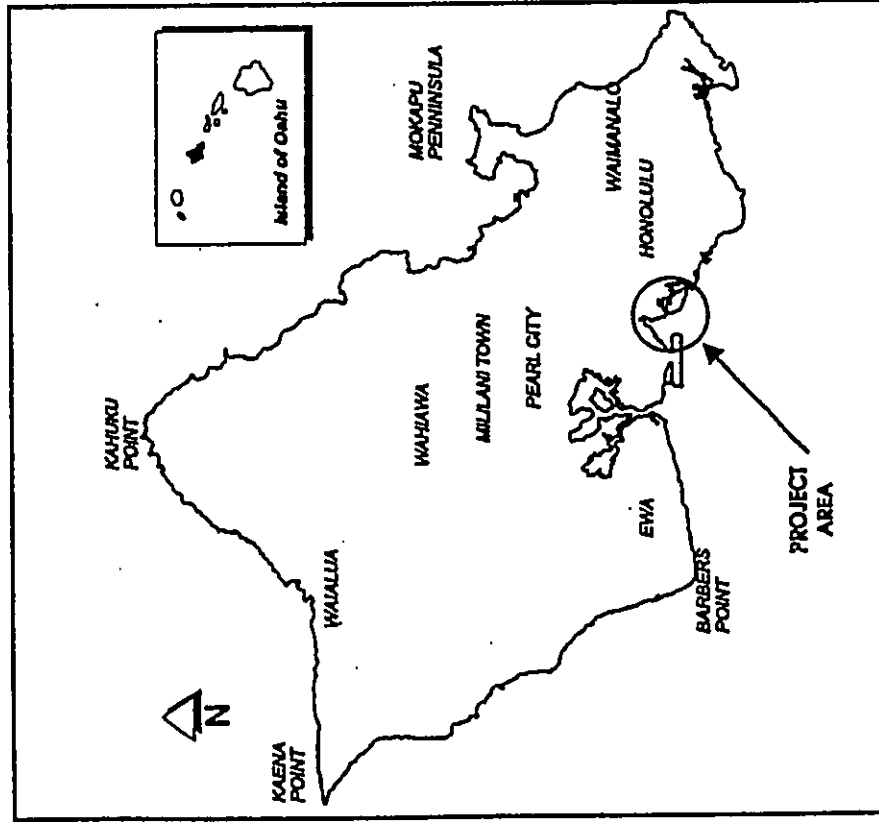 Island of Oahu
KAHUKU
POINT
MOKAPU
PENNINSULA
N
KAENA
POINT
WAIALUA
WAHIAWA
MILILANI TOWN
PEARL CITY
WAIMANALO
HONOLULU
EWA
BARBERS
POINT
PROJECT
AREA